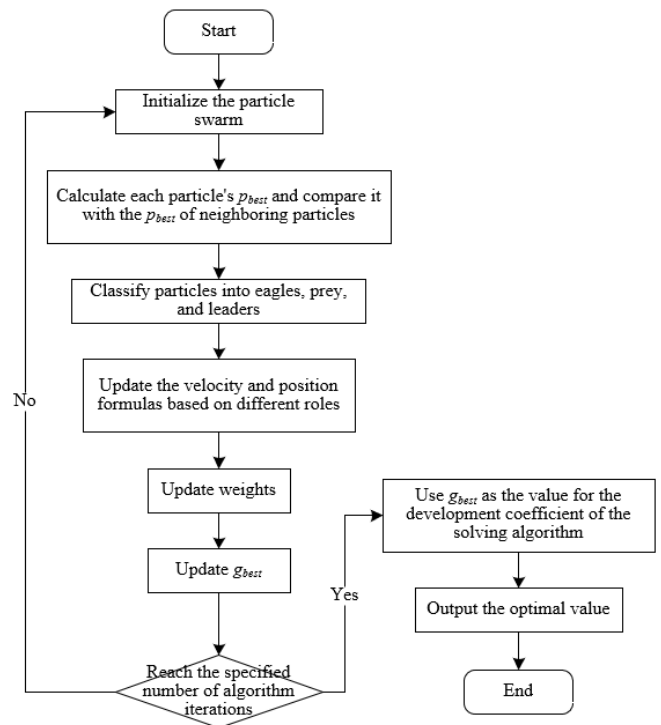 Start
Initialize the particle
swarm
Calculate each particle's pbest and compare it
with the pbest of neighboring particles
Classify particles into eagles, prey,
and leaders
Update the velocity and position
formulas based on different roles
No
Update weights
Update gbest
Reach the specified
number of algorithm
iterations
Yes
Use gbest as the value for the
development coefficient of the
solving algorithm
Output the optimal value
End